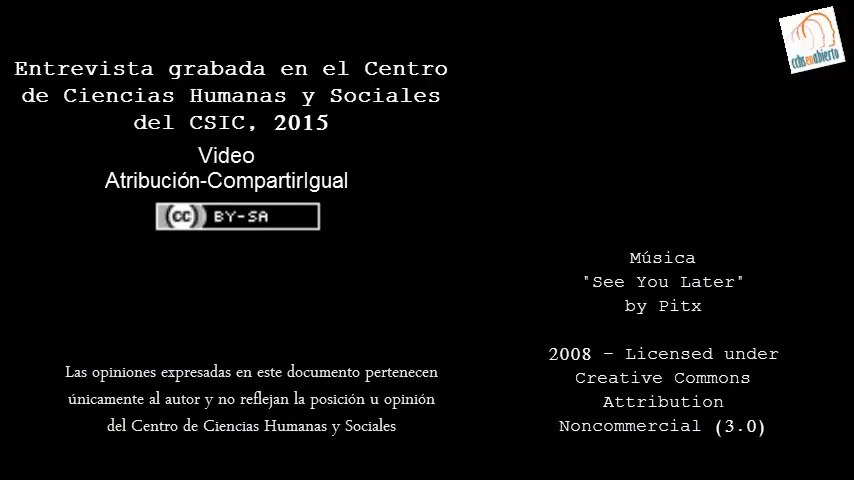 cchsenabierto
Entrevista grabada en el Centro
de Ciencias Humanas y Sociales
del CSIC, 2015
Video
Atribución-CompartirIgual
(cc) BY-SA
Música
"See You Later"
by Pitx
2008 – Licensed under
Creative Commons
Attribution
Noncommercial (3.0)
Las opiniones expresadas en este documento pertenecen
únicamente al autor y no reflejan la posición u opinión
del Centro de Ciencias Humanas y Sociales